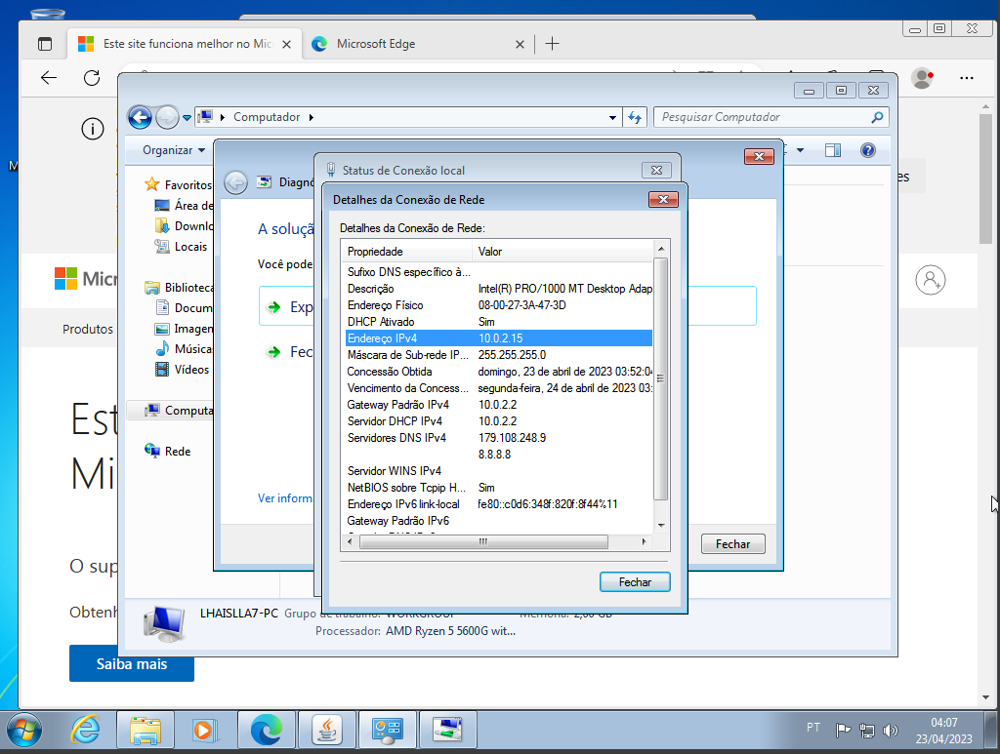 Este site funciona melhor no Mic
Microsoft Edge
Computador
Pesquisar Computador
Organizar
Favoritos
Área de
Downlo
Locais
Biblioteca
Docum
Imagen
Música
Vídeos
Computa
Rede
Diagnó
A soluçã
Você pode
Exp
Fec
Ver inform
Fechar
Status de Conexão local
Detalhes da Conexão de Rede
Detalhes da Conexão de Rede:
Propriedade Valor
Sufixo DNS específico à...
Descrição Intel(R) PRO/1000 MT Desktop Adap
Endereço Físico 08-00-27-3A-47-3D
DHCP Ativado Sim
Endereço IPv4 10.0.2.15
Máscara de Sub-rede IP... 255.255.255.0
Concessão Obtida domingo, 23 de abril de 2023 03:52:04
Vencimento da Concess... segunda-feira, 24 de abril de 2023 03:
Gateway Padrão IPv4 10.0.2.2
Servidor DHCP IPv4 10.0.2.2
Servidores DNS IPv4 179.108.248.9
8.8.8.8
Servidor WINS IPv4
NetBIOS sobre Tcpip H... Sim
Endereço IPv6 link-local fe80::c0d6:348f:820f:8f44%11
Gateway Padrão IPv6
Fechar
M
es
Micr
Produtos
Est
Mi
O sup
Obtenh
Saiba mais
LHAISLLA7-PC Grupo de trabalho: WORKGROUP Memória: 2,00 GB
Processador: AMD Ryzen 5 5600G wit...
PT
04:07
23/04/2023